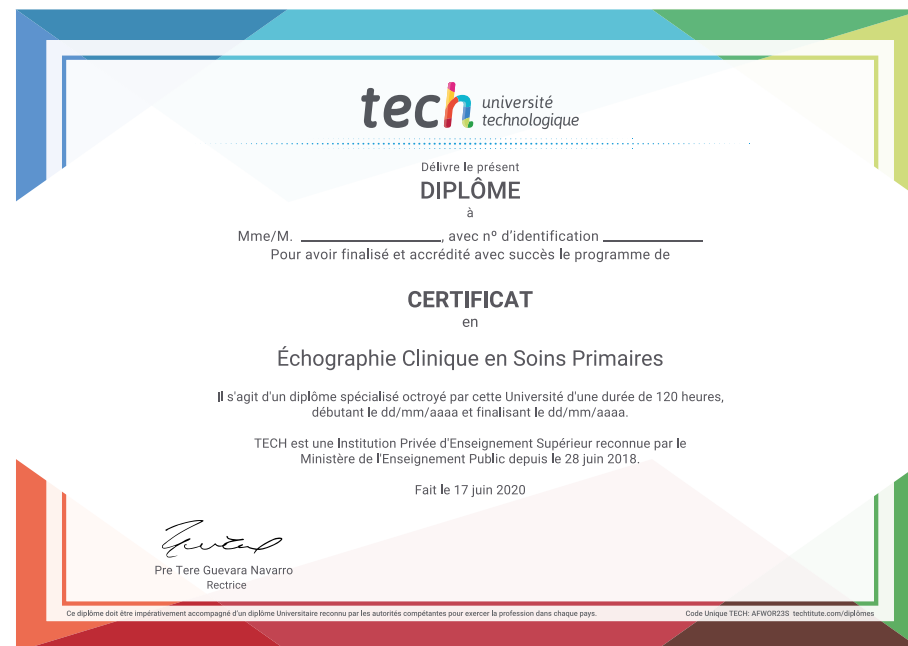 tech université
technologique
Délivre le présent
DIPLÔME
à
Mme/M. ____________________, avec nº d'identification ______________
Pour avoir finalisé et accrédité avec succès le programme de
CERTIFICAT
en
Échographie Clinique en Soins Primaires
Il s'agit d'un diplôme spécialisé octroyé par cette Université d'une durée de 120 heures,
débutant le dd/mm/aaaa et finalisant le dd/mm/aaaa.
TECH est une Institution Privée d'Enseignement Supérieur reconnue par le
Ministère de l'Enseignement Public depuis le 28 juin 2018.
Fait le 17 juin 2020
Pre Tere Guevara Navarro
Rectrice
Ce diplôme doit être impérativement accompagné d'un diplôme Universitaire reconnu par les autorités compétantes pour exercer la profession dans chaque pays.
Code Unique TECH: AFWOR23S techtitute.com/diplômes